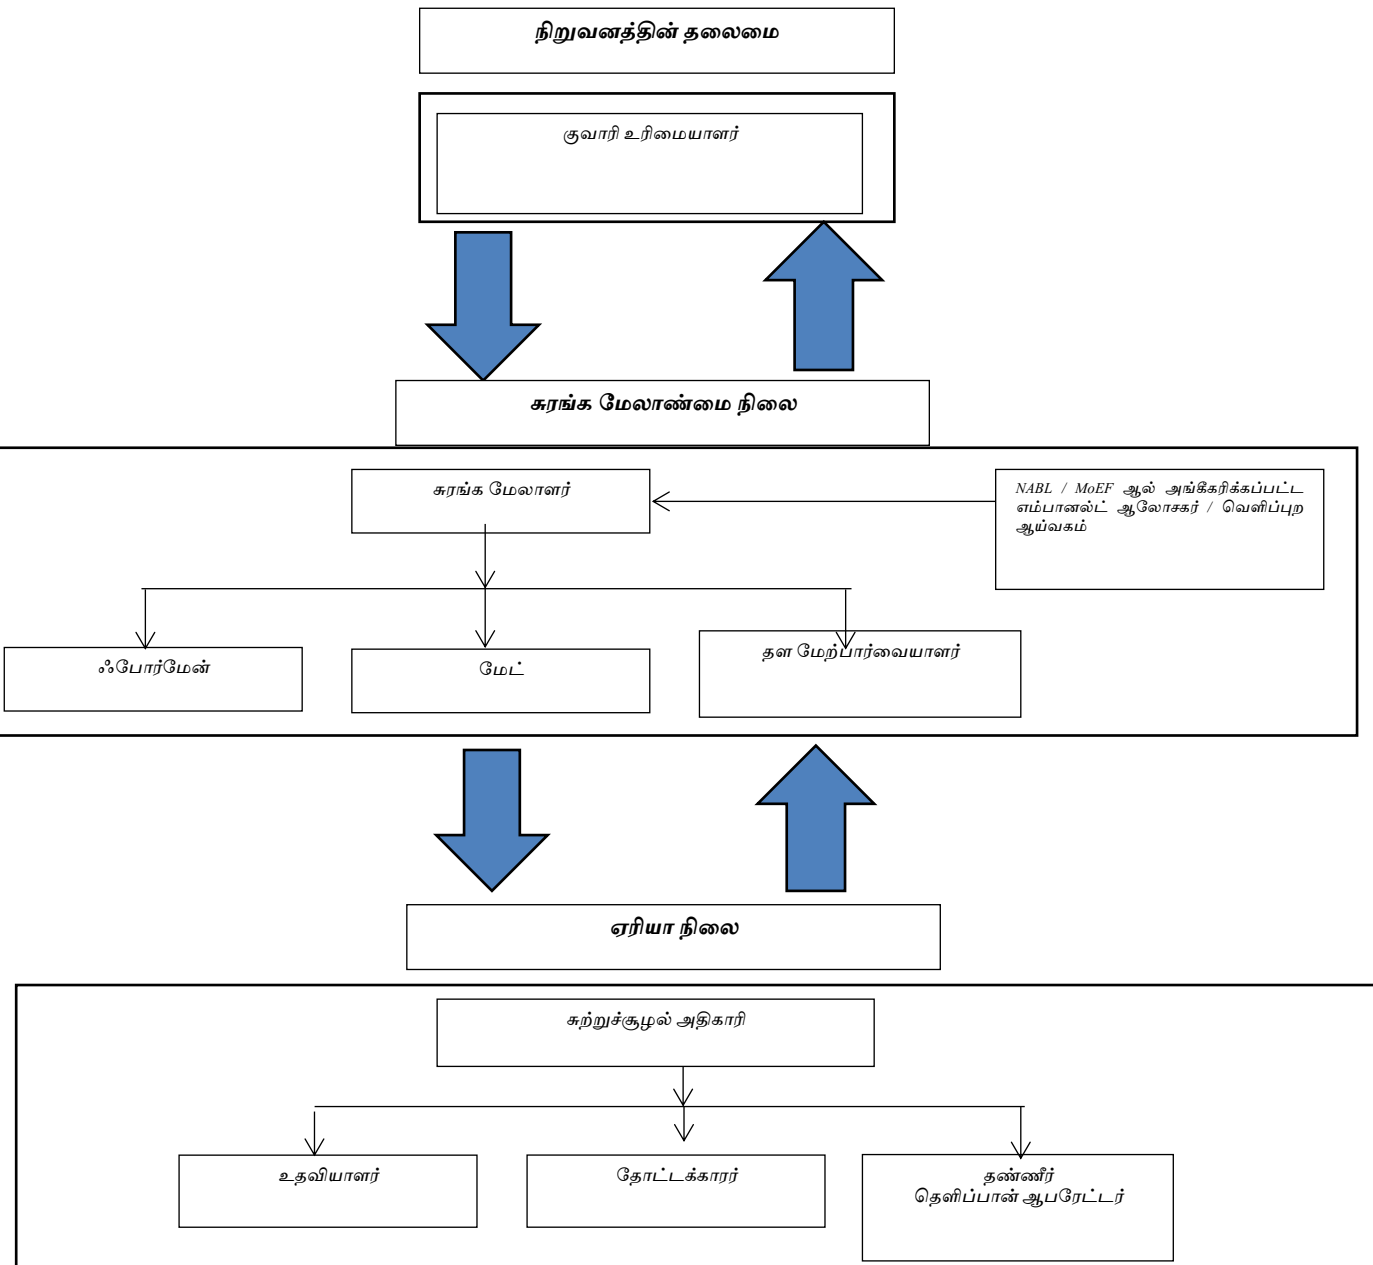 நிறுவனத்தின் தலைமை
குவாரி உரிமையாளர்
சுரங்க மேலாண்மை நிலை
சுரங்க மேலாளர்
NABL / MoEF ஆல் அங்கீகரிக்கப்பட்ட
எம்பானல்ட் ஆலோசகர் / வெளிப்புற
ஆய்வகம்
ஃபோர்மேன்
மேட்
தள மேற்பார்வையாளர்
ஏரியா நிலை
சுற்றுச்சூழல் அதிகாரி
உதவியாளர்
தோட்டக்காரர்
தண்ணீர்
தெளிப்பான் ஆபரேட்டர்